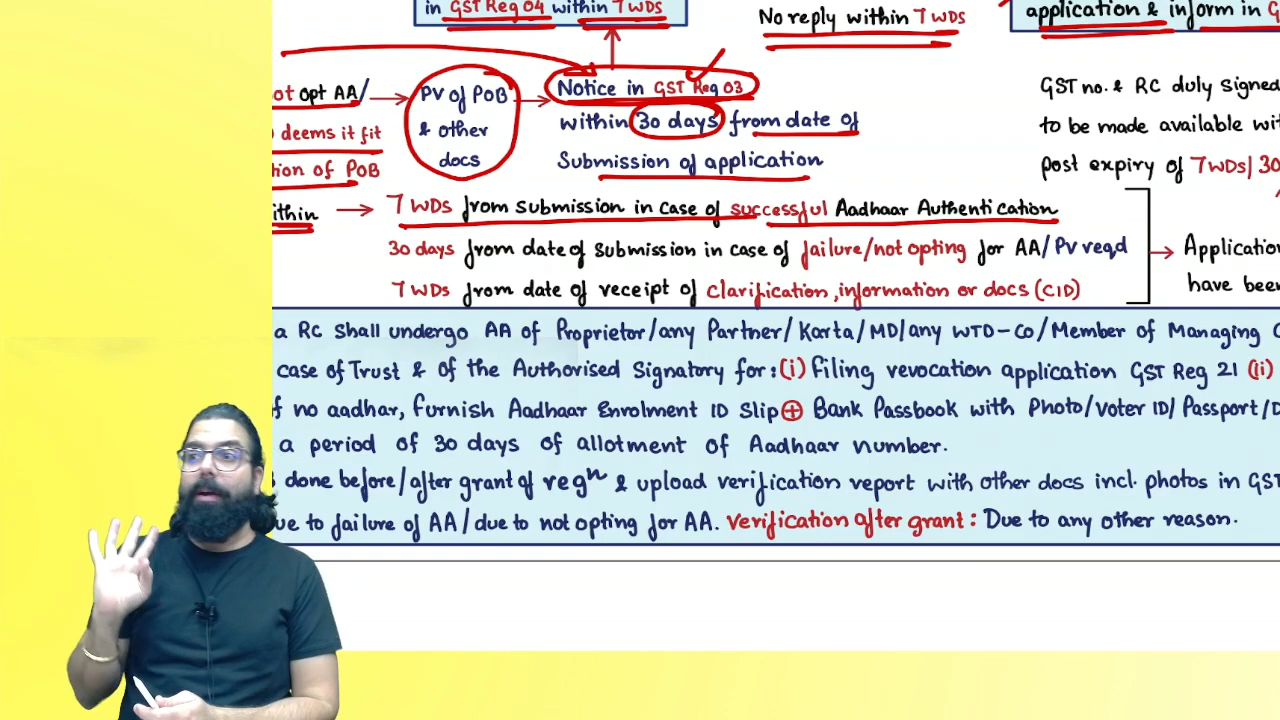 in GST Reg 04 within 7 WDs
No reply within 7 WDs
application & inform in G
ot opt AA/
PV of PoB
& other
docs
Notice in GST Reg 03
within 30 days from date of
Submission of application
deems it fit
ion of PoB
GST no. & RC duly signed
to be made available wit
post expiry of 7WDs/ 30
ithin
7 WDs from submission in case of successful Aadhaar Authentication
30 days from date of submission in case of failure/not opting for AA/PV reqd
7 WDs from date of receipt of clarification, information or docs (CID)
Application
have been
a RC shall undergo AA of Proprietor/any Partner/Karta/MD/any WTD-Co/Member of Managing C
case of Trust & of the Authorised Signatory for: (i) Filing revocation application GST Reg 21 (ii)
f no aadhar, furnish Aadhaar Enrolment ID Slip ⊕ Bank Passbook with Photo/Voter ID/Passport/D
a period of 30 days of allotment of Aadhaar number.
done before/after grant of regⁿ & upload verification report with other docs incl. photos in GST
ue to failure of AA/due to not opting for AA. Verification after grant: Due to any other reason.